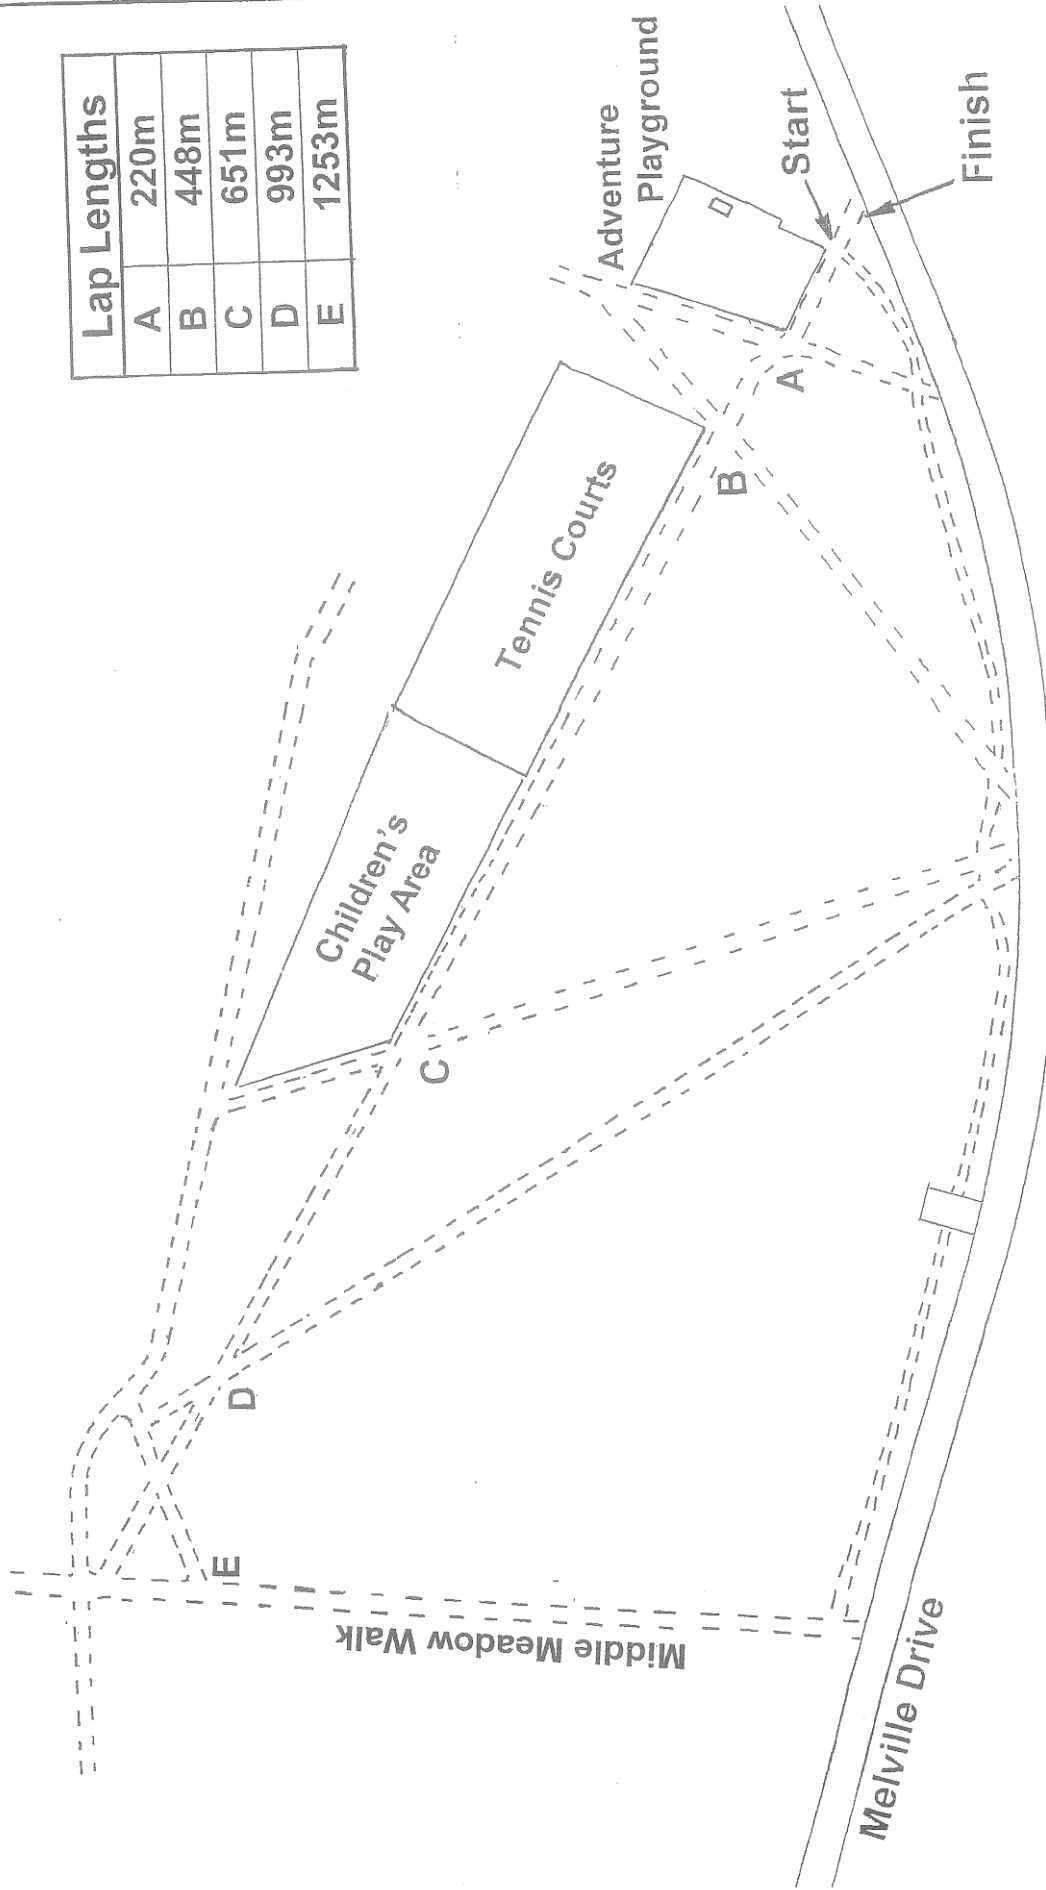 Lap Lengths
A 220m
B 448m
C 651m
D 993m
E 1253m
Adventure
Playground
Start
Finish
A
B
Tennis Courts
Children's
Play Area
C
D
E
Middle Meadow Walk
Melville Drive